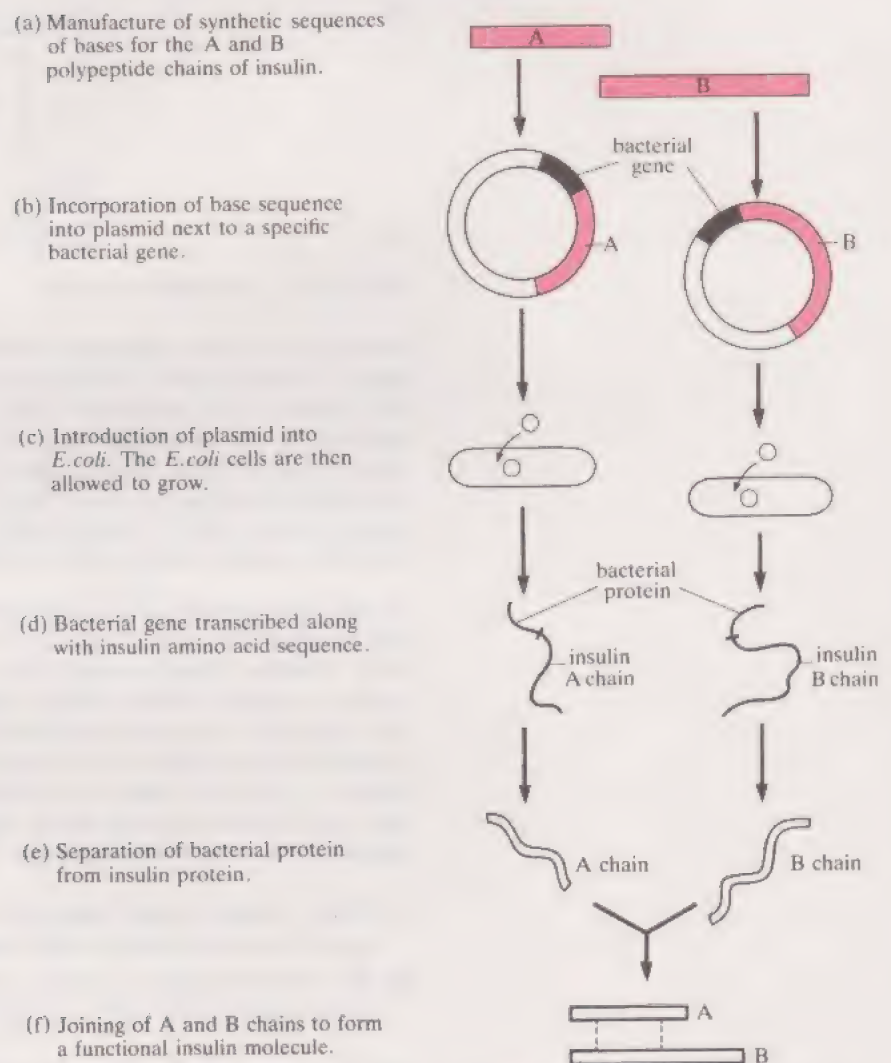 (a) Manufacture of synthetic sequences
of bases for the A and B
polypeptide chains of insulin.
A
B
bacterial
gene
(b) Incorporation of base sequence
into plasmid next to a specific
bacterial gene.
A
B
(c) Introduction of plasmid into
E.coli. The E.coli cells are then
allowed to grow.
bacterial
protein
(d) Bacterial gene transcribed along
with insulin amino acid sequence.
insulin
A chain
insulin
B chain
(e) Separation of bacterial protein
from insulin protein.
A chain
B chain
(f) Joining of A and B chains to form
a functional insulin molecule.
A
B